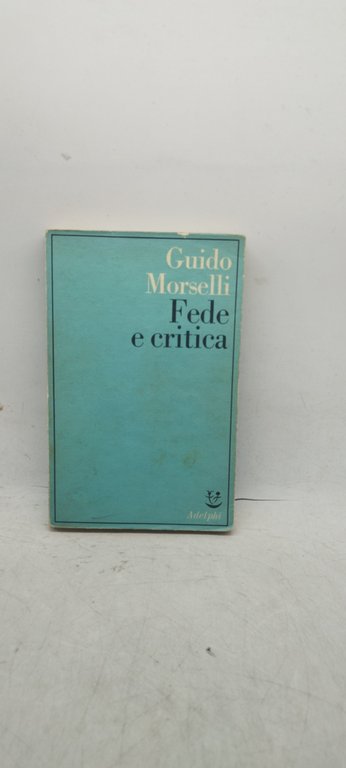 Guido
Morselli
Fede
e critica
Adelphi